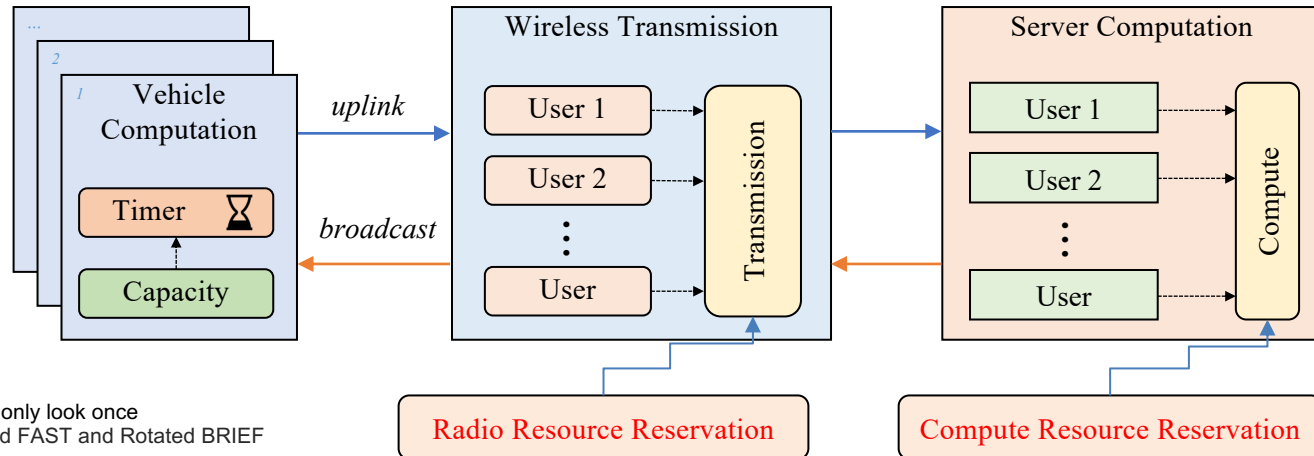 ...
2
1
Vehicle
Computation
Timer
Capacity
uplink
broadcast
Wireless Transmission
User 1
User 2
User
Transmission
Server Computation
User 1
User 2
User
Compute
only look once
d FAST and Rotated BRIEF
Radio Resource Reservation
Compute Resource Reservation